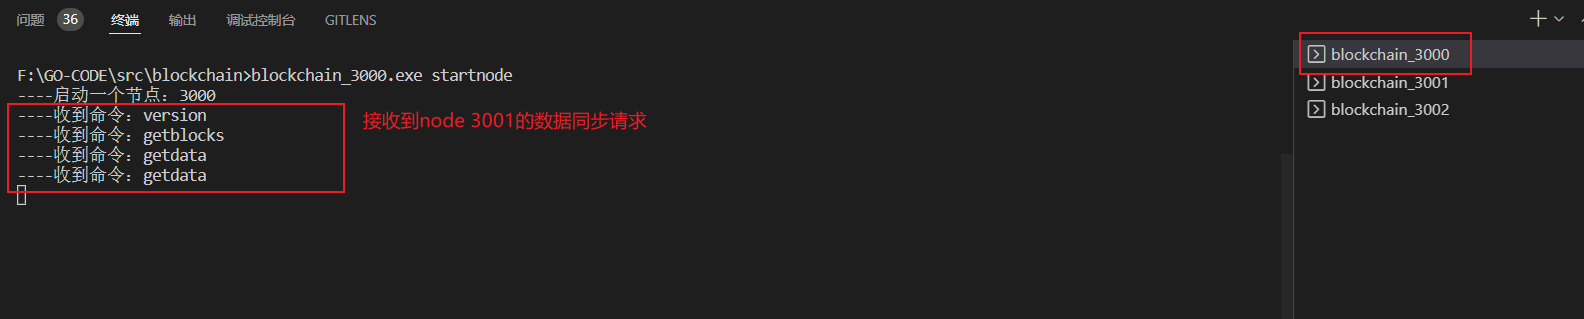 问题 36 终端 输出 调试控制台 GITLENS
F:\GO-CODE\src\blockchain>blockchain_3000.exe startnode
----启动一个节点：3000
----收到命令：version
----收到命令：getblocks
----收到命令：getdata
----收到命令：getdata
接收到node 3001的数据同步请求
blockchain_3000
blockchain_3001
blockchain_3002